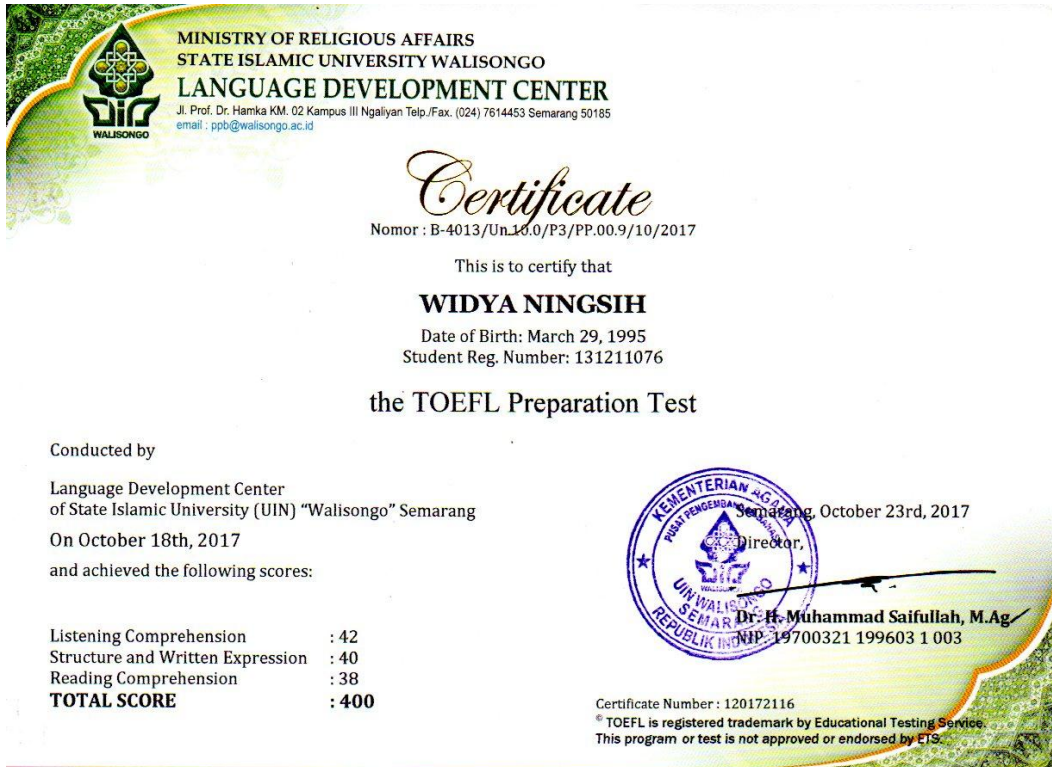 MINISTRY OF RELIGIOUS AFFAIRS
STATE ISLAMIC UNIVERSITY WALISONGO
LANGUAGE DEVELOPMENT CENTER
Jl. Prof. Dr. Hamka KM. 02 Kampus III Ngaliyan Telp./Fax. (024) 7614453 Semarang 50185
email : ppb@walisongo.ac.id
WALISONGO
Certificate
Nomor : B-4013/Un.10.0/P3/PP.00.9/10/2017
This is to certify that
WIDYA NINGSIH
Date of Birth: March 29, 1995
Student Reg. Number: 131211076
the TOEFL Preparation Test
Conducted by
Language Development Center
of State Islamic University (UIN) “Walisongo” Semarang
On October 18th, 2017
and achieved the following scores:
Listening Comprehension : 42
Structure and Written Expression : 40
Reading Comprehension : 38
TOTAL SCORE : 400
KEMENTERIAN AGAMA
UIN WALISONGO
SEMARANG
REPUBLIK INDONESIA
Semarang, October 23rd, 2017
Director,
Dr. H. Muhammad Saifullah, M.Ag
NIP. 19700321 199603 1 003
Certificate Number : 120172116
© TOEFL is registered trademark by Educational Testing Service.
This program or test is not approved or endorsed by ETS.